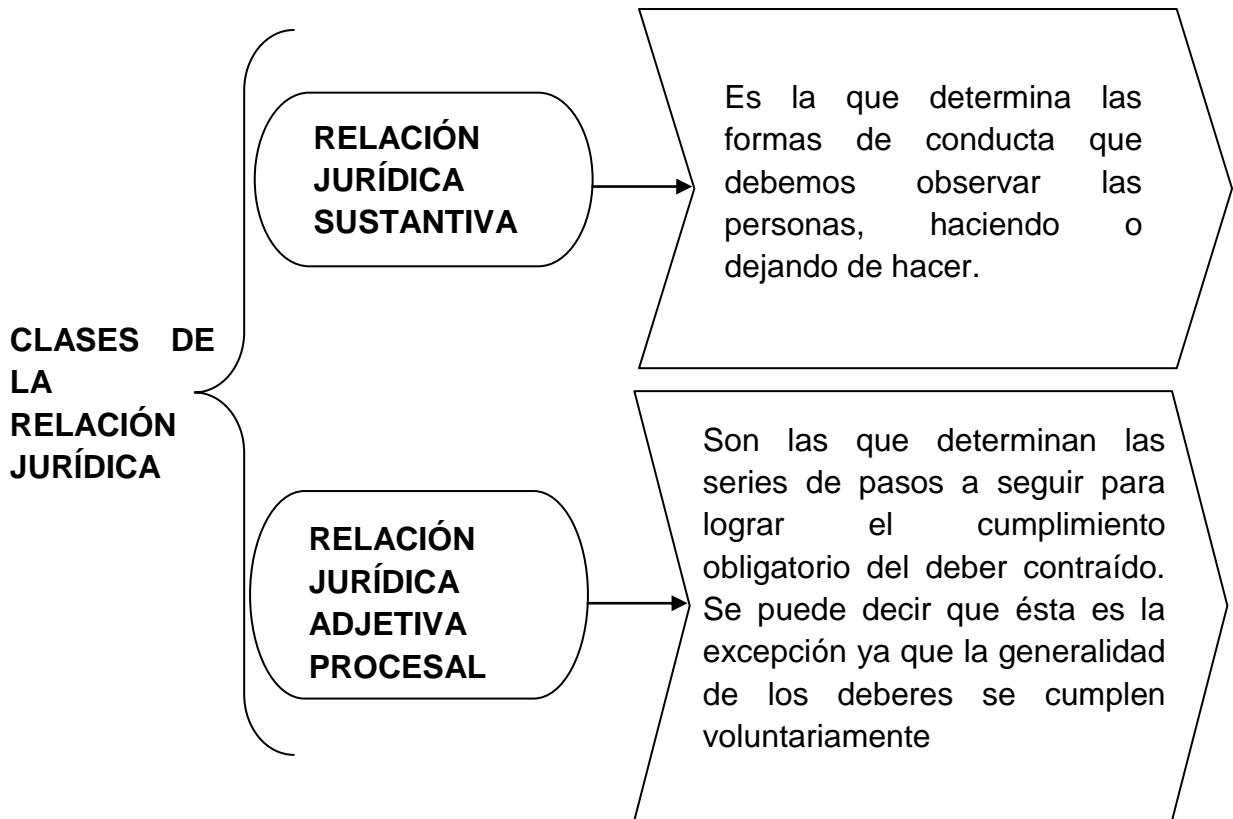 CLASES DE
LA
RELACIÓN
JURÍDICA
RELACIÓN
JURÍDICA
SUSTANTIVA
Es la que determina las
formas de conducta que
debemos observar las
personas, haciendo o
dejando de hacer.
RELACIÓN
JURÍDICA
ADJETIVA
PROCESAL
Son las que determinan las
series de pasos a seguir para
lograr el cumplimiento
obligatorio del deber contraído.
Se puede decir que ésta es la
excepción ya que la generalidad
de los deberes se cumplen
voluntariamente